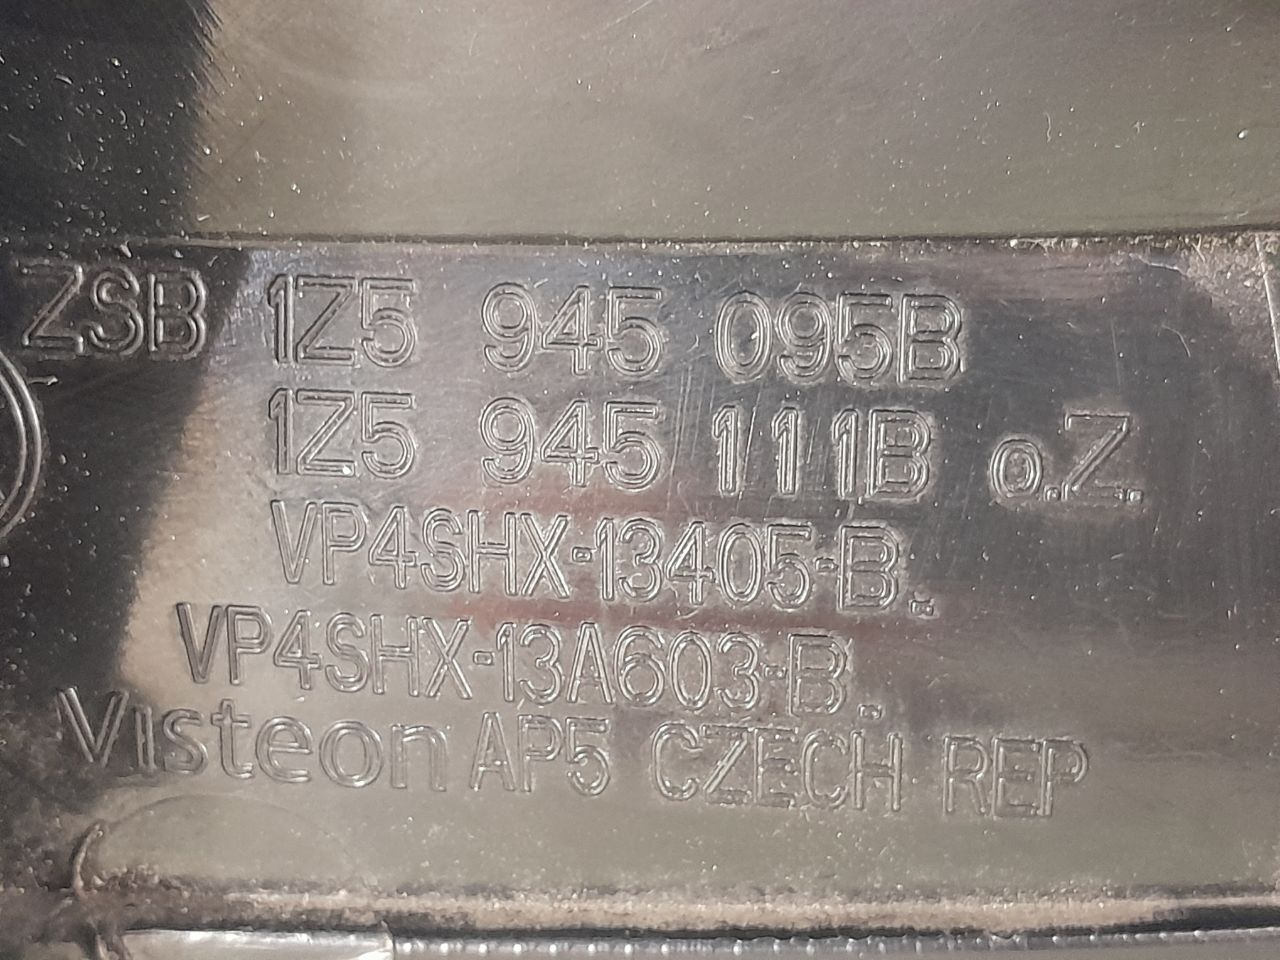 ZSB 1Z5 945 095B
1Z5 945 111B o.Z.
VP4SHX-13405-B.
VP4SHX-13A603-B.
Visteon AP5 CZECH REP